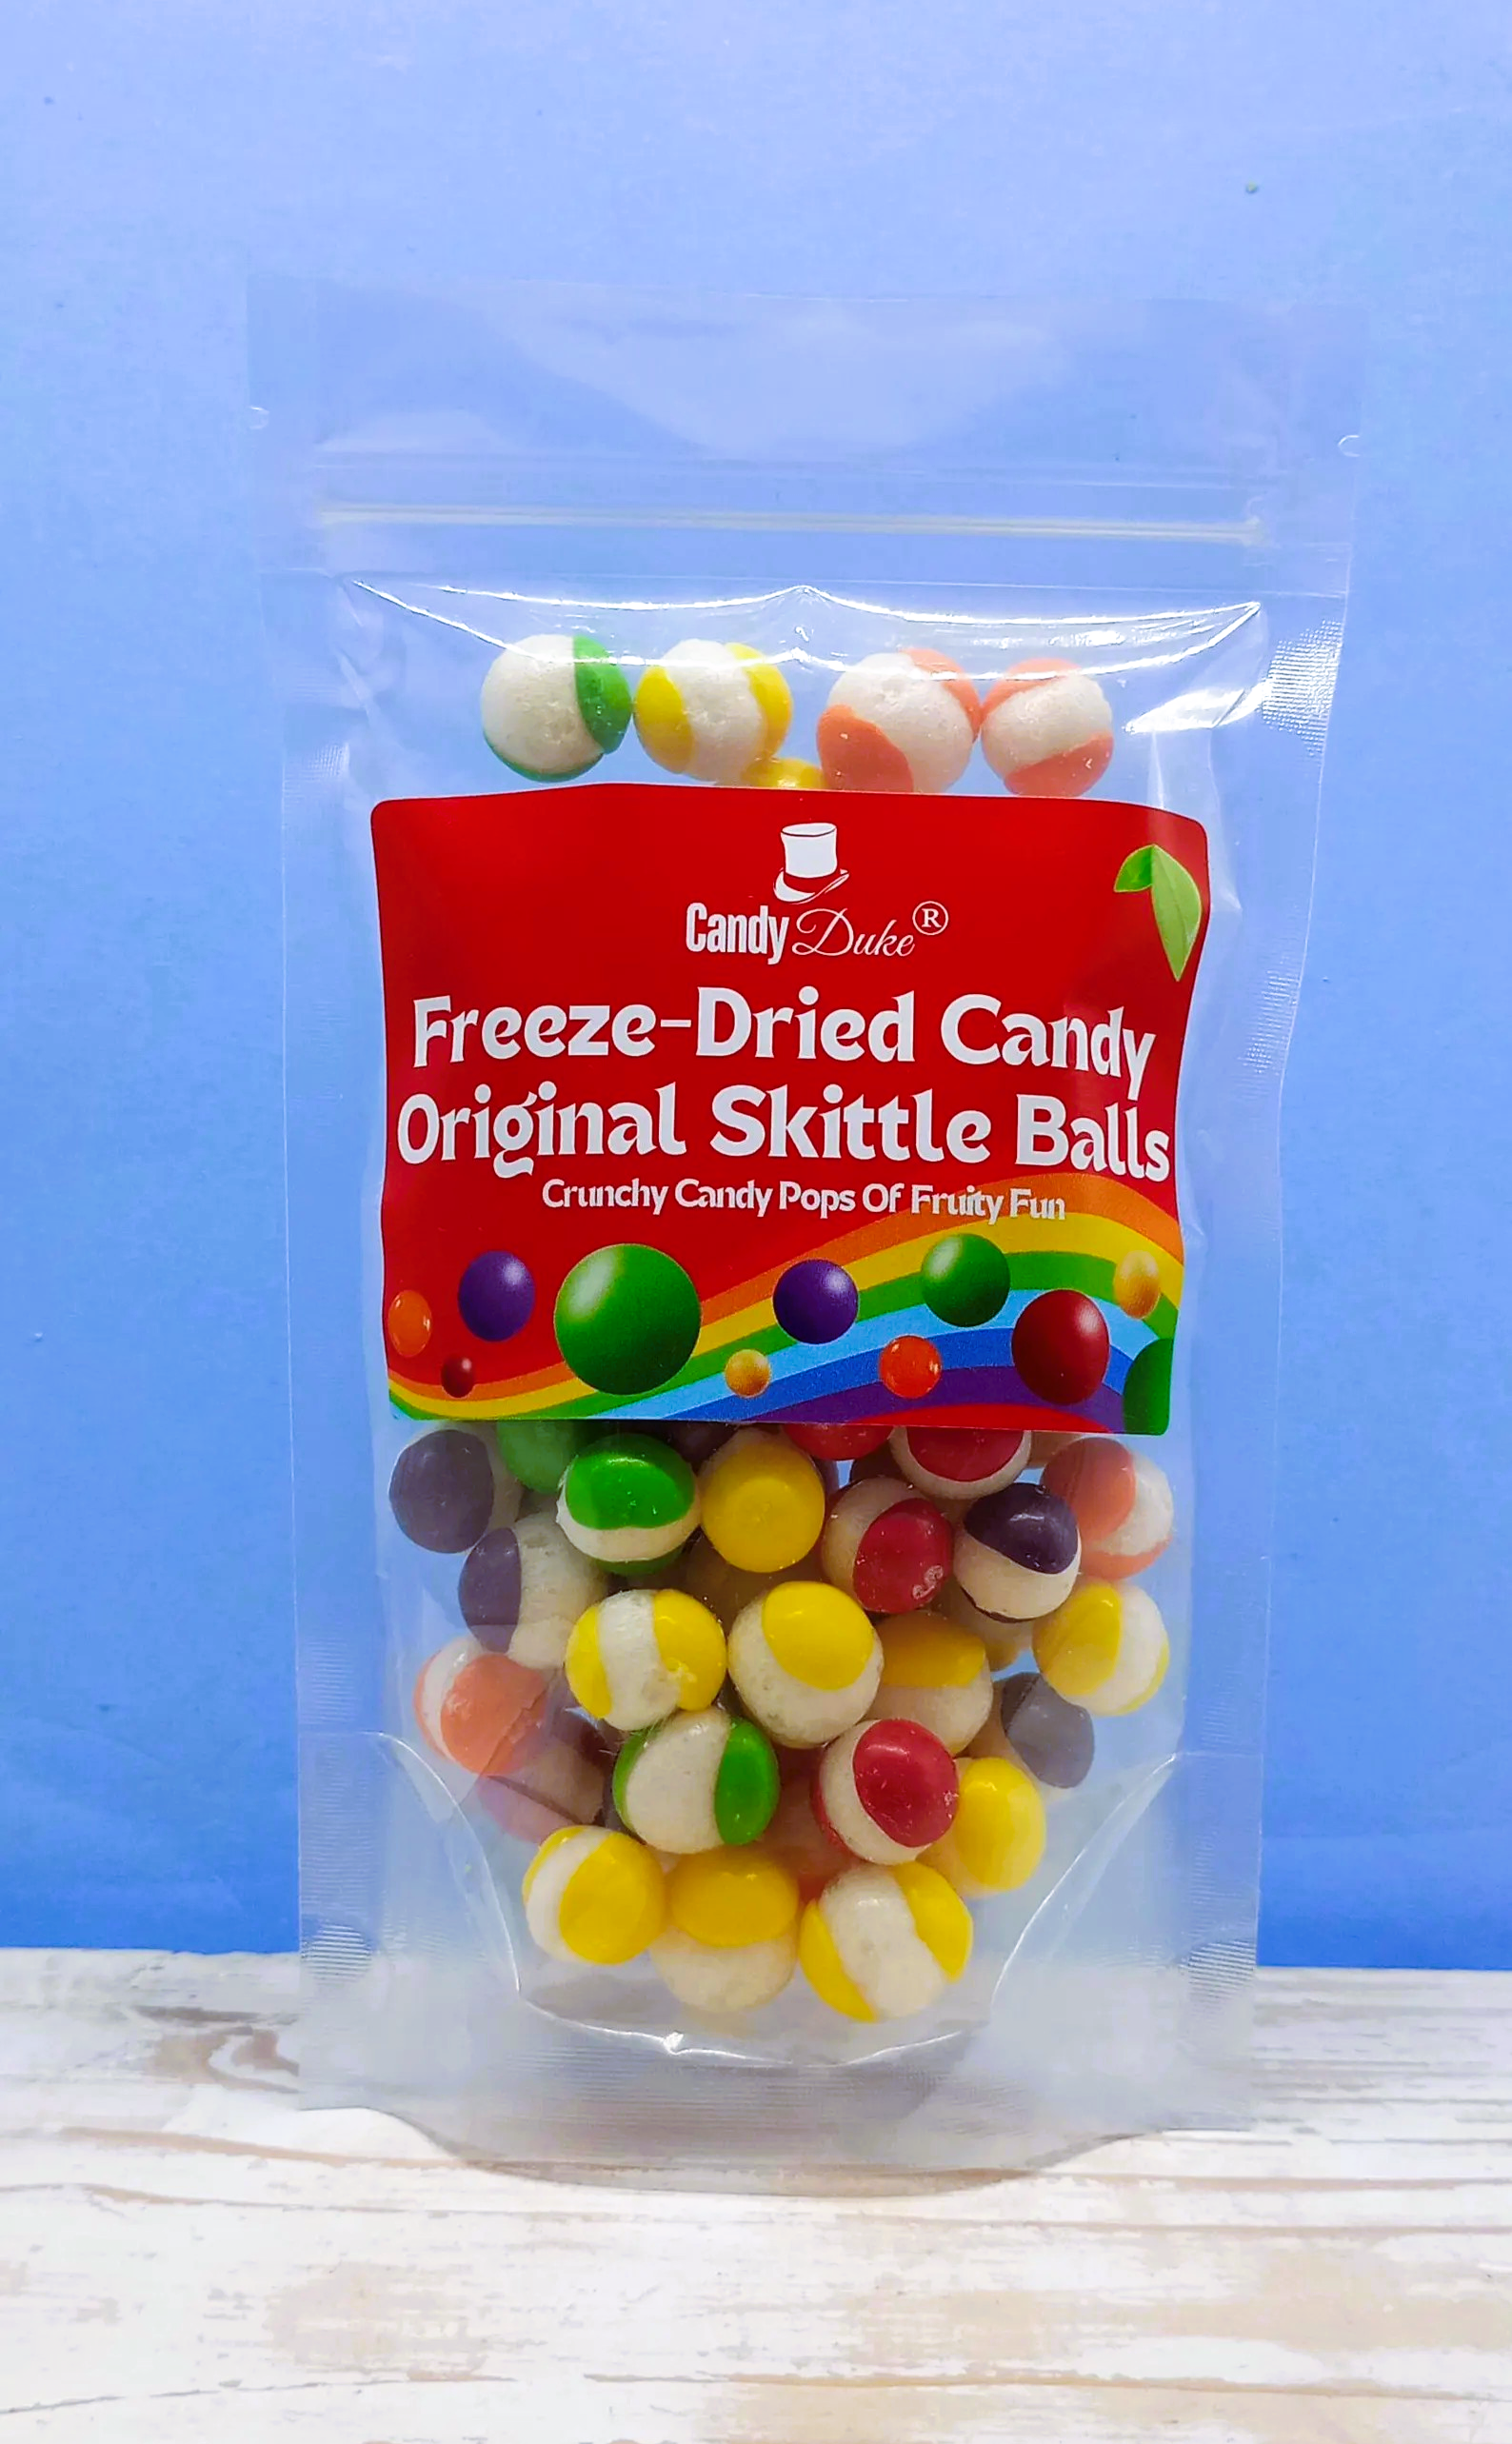 Candy Duke®
Freeze-Dried Candy
Original Skittle Balls
Crunchy Candy Pops Of Fruity Fun